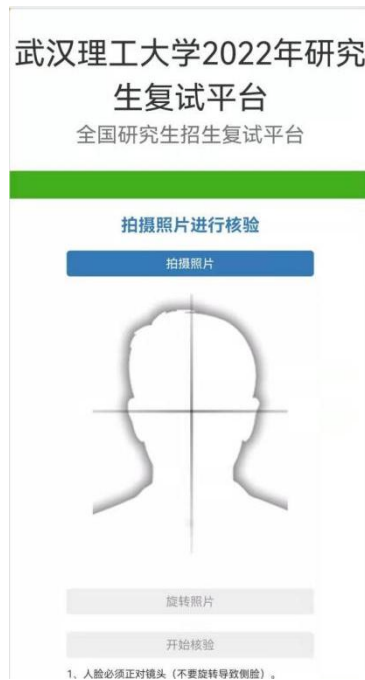 武汉理工大学2022年研究
生复试平台
全国研究生招生复试平台
拍摄照片进行核验
拍摄照片
旋转照片
开始核验
1、人脸必须正对镜头（不要旋转导致侧脸）。